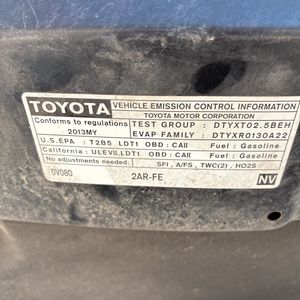 TOYOTA VEHICLE EMISSION CONTROL INFORMATION
TOYOTA MOTOR CORPORATION
Conforms to regulations
2013MY
TEST GROUP : DTYXT02.5BEH
EVAP FAMILY : DTYXR0130A22
U.S.EPA : T2B5 LDT1 OBD: CAII Fuel: Gasoline
California: ULEVII,LDT1 OBD: CAII Fuel: Gasoline
No adjustments needed. SFI, A/FS, TWC(2), HO2S
0V080 2AR-FE NV